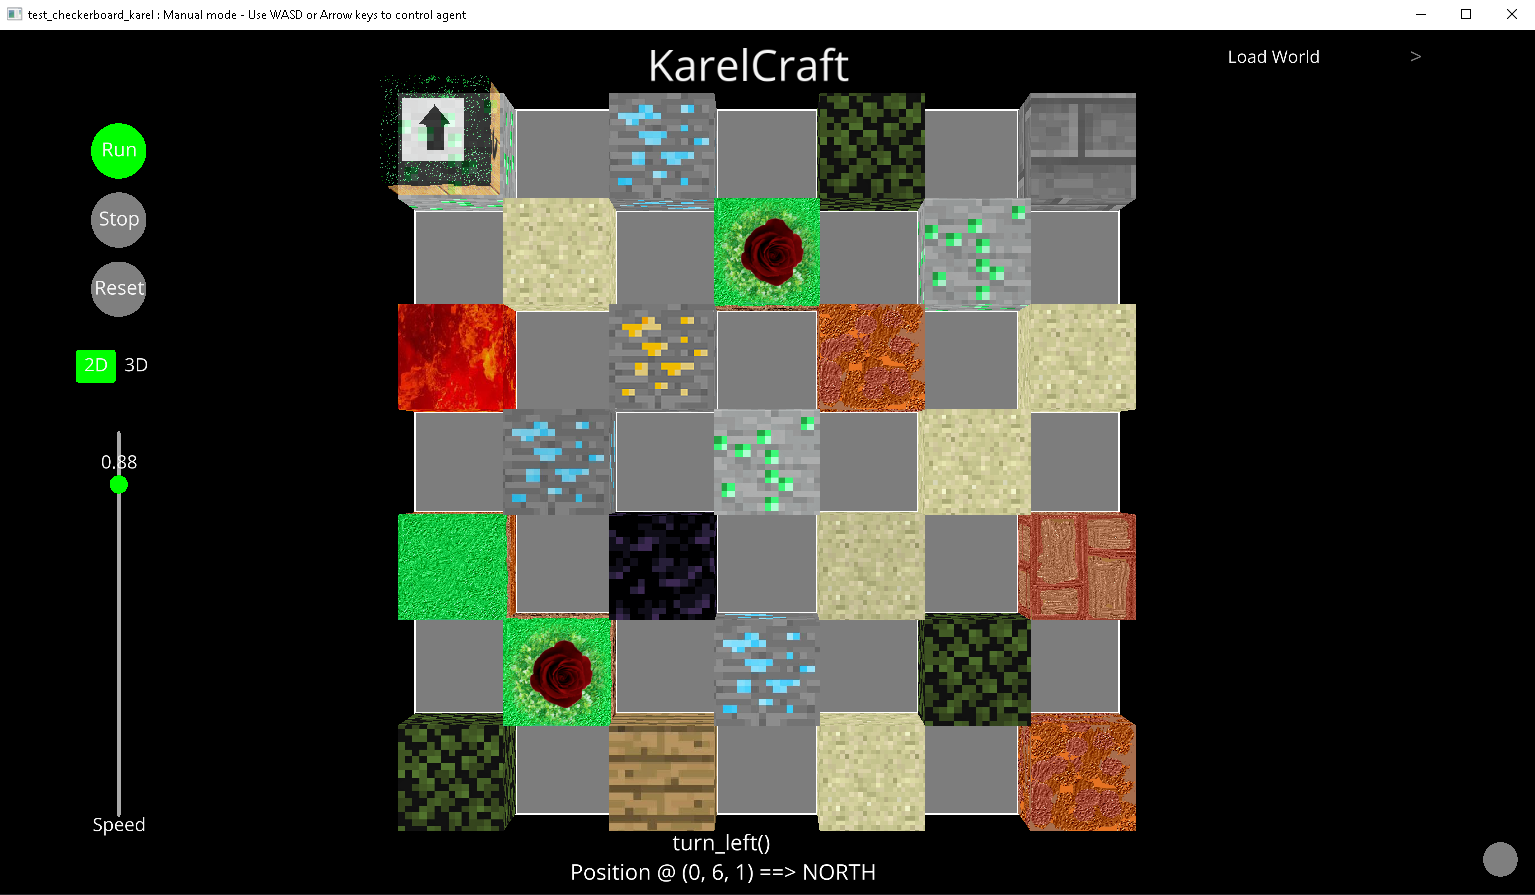 test_checkerboard_karel : Manual mode - Use WASD or Arrow keys to control agent
KarelCraft
Load World >
Run
Stop
Reset
2D 3D
0.88
Speed
turn_left()
Position @ (0, 6, 1) ==> NORTH